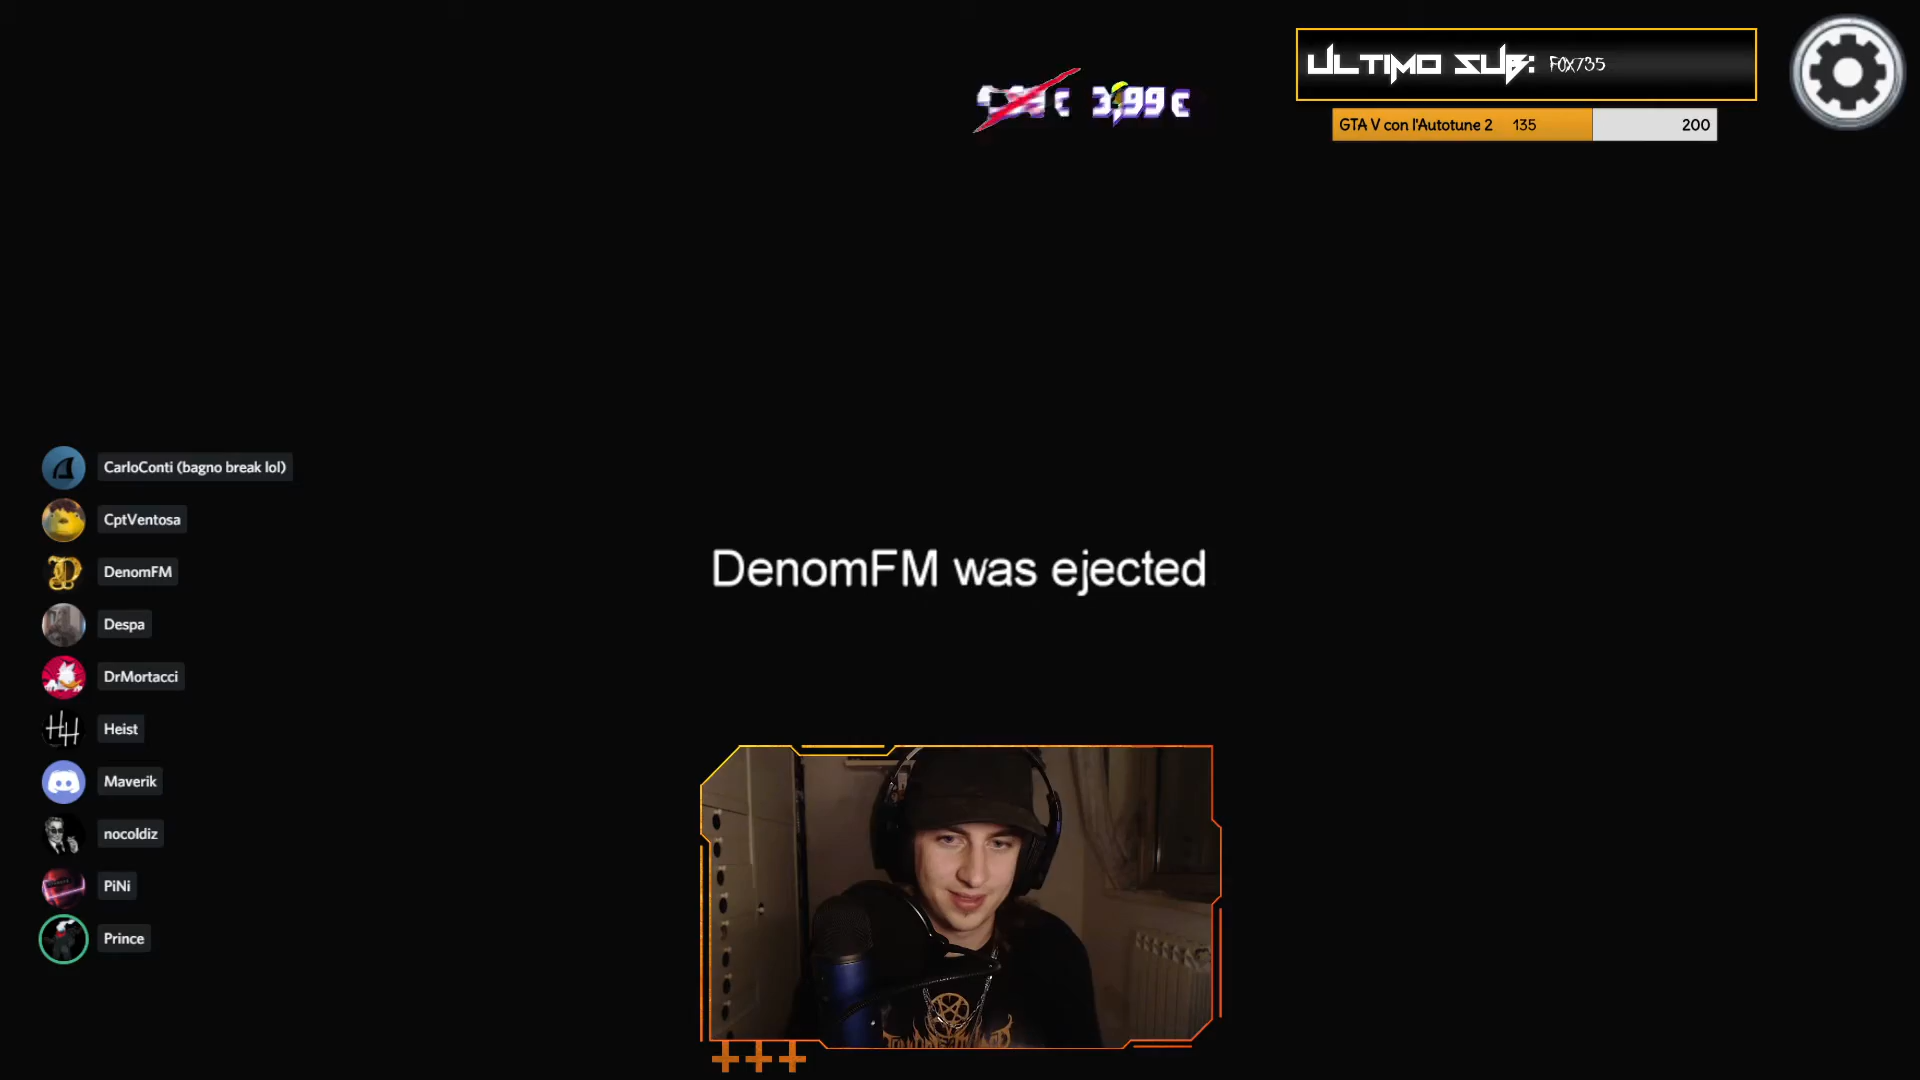 € 3,99 €
ULTIMO SUB: FOX735
GTA V con l'Autotune 2 135 200
CarloConti (bagno break lol)
CptVentosa
DenomFM
Despa
DrMortacci
Heist
Maverik
nocoldiz
PiNi
Prince
DenomFM was ejected